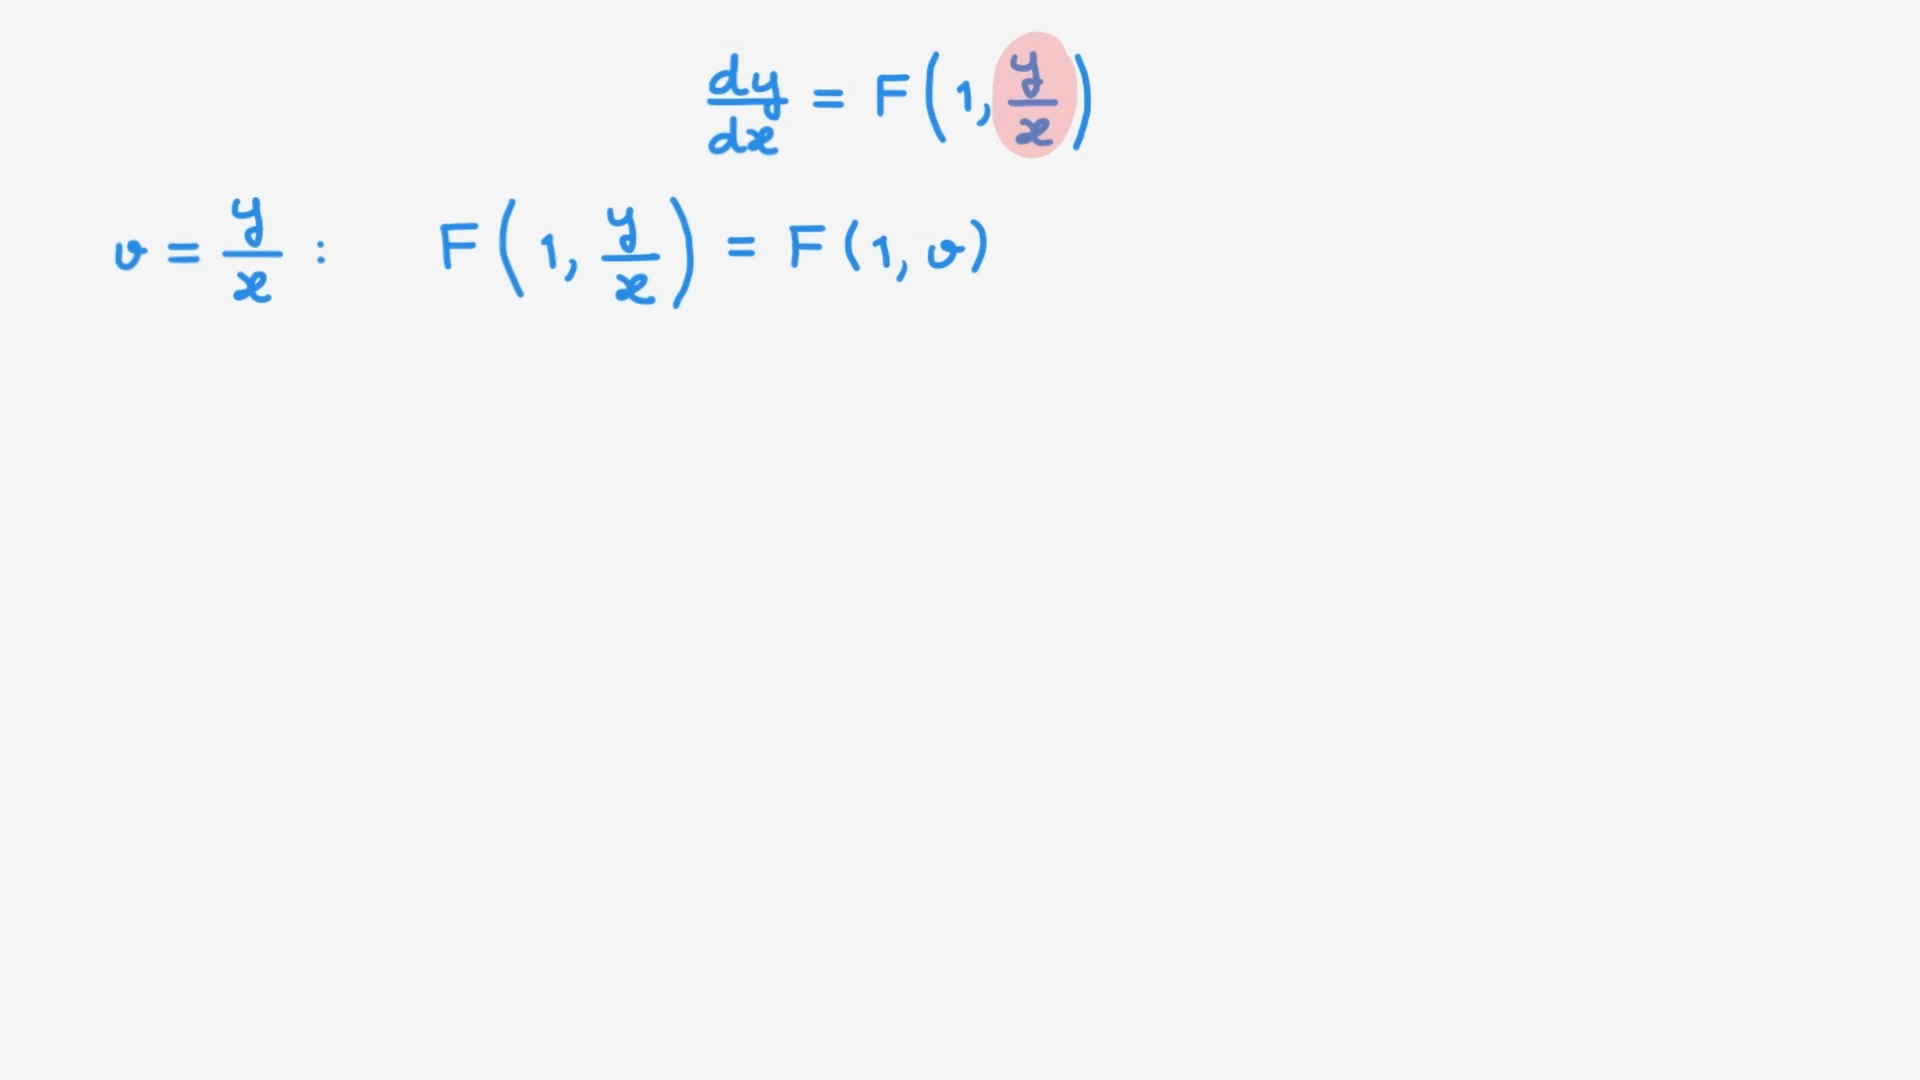 dy/dx = F(1, y/x)
v = y/x : F(1, y/x) = F(1, v)